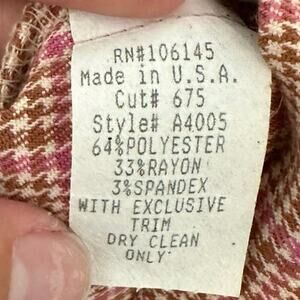 RN#106145
Made in U.S.A.
Cut# 675
Style# A4005
64%POLYESTER
33%RAYON
3%SPANDEX
WITH EXCLUSIVE
TRIM
DRY CLEAN
ONLY